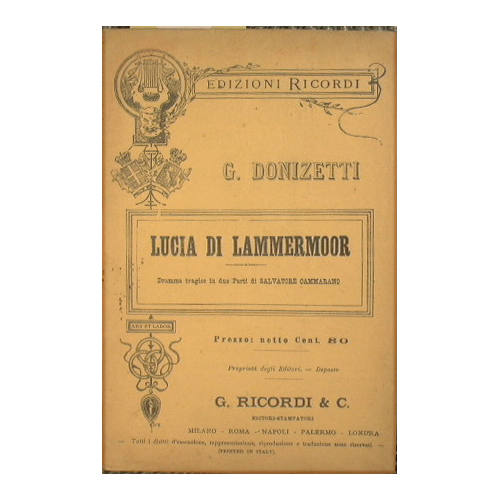 EDIZIONI RICORDI
G. DONIZETTI
LUCIA DI LAMMERMOOR
Dramma tragico in due Parti di SALVATORE CAMMARANO
ARS ET LABOR
Prezzo: netto Cent. 80
Proprietà degli Editori. — Deposto
G. RICORDI & C.
EDITORI-STAMPATORI
MILANO - ROMA - NAPOLI - PALERMO - LONDRA
— Tutti i diritti d'esecuzione, rappresentazione, riproduzione e traduzione sono riservati. —
(PRINTED IN ITALY).